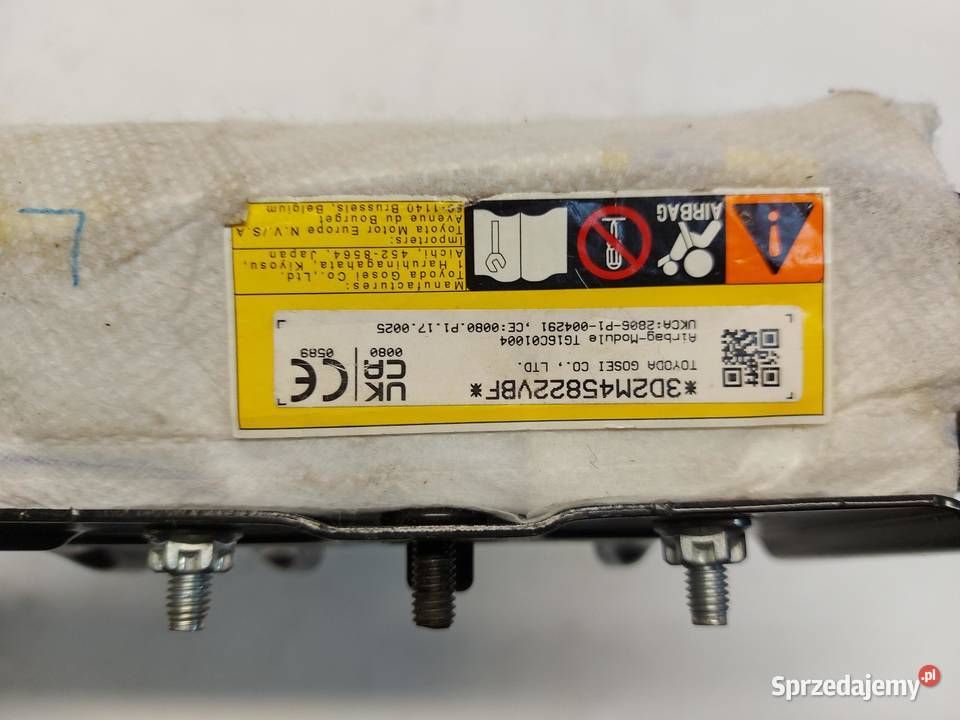 AIRBAG
Manufactures:
Toyoda Gosei Co., Ltd.
1 Haruhinagahata, Kiyosu,
Aichi, 452-8564, Japan
Importers:
Toyota Motor Europe N.V./S.A
Avenue du Bourget
62-1140 Brussels, Belgium
*3D2M45822VBF*
TOYODA GOSEI CO., LTD.
Airbag-Module TG16C01004
UKCA:2806-P1-004291 ,CE:0080.P1.17.0025
UK
CA
CE
0080
0589
Sprzedajemy.pl